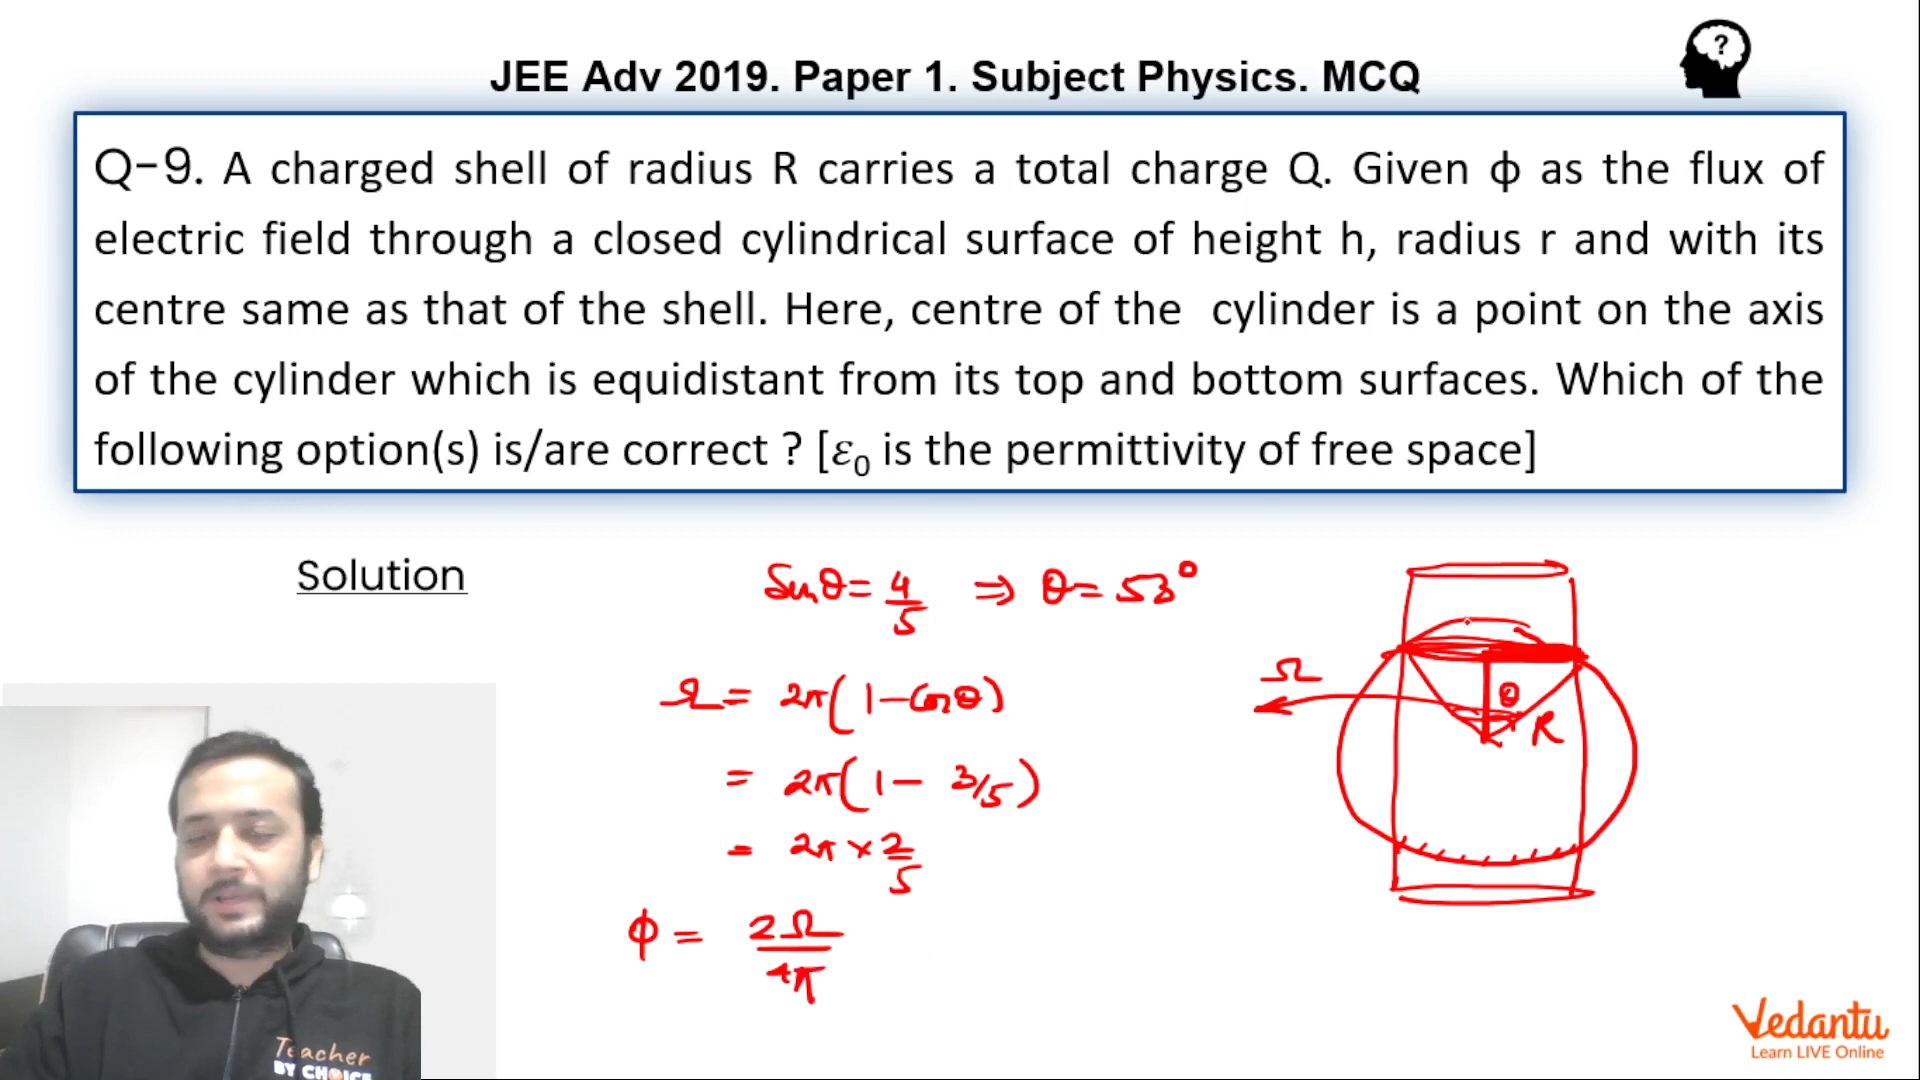 ?
JEE Adv 2019. Paper 1. Subject Physics. MCQ
Q-9. A charged shell of radius R carries a total charge Q. Given ϕ as the flux of
electric field through a closed cylindrical surface of height h, radius r and with its
centre same as that of the shell. Here, centre of the cylinder is a point on the axis
of the cylinder which is equidistant from its top and bottom surfaces. Which of the
following option(s) is/are correct ? [ε₀ is the permittivity of free space]
Solution
Sinθ = 4/5 ⇒ θ = 53°
Ω = 2π(1 - Cosθ)
= 2π(1 - 3/5)
= 2π × 2/5
ϕ = 2Ω/4π
Ω
θ
R
Teacher
BY CHOICE
Vedantu
Learn LIVE Online